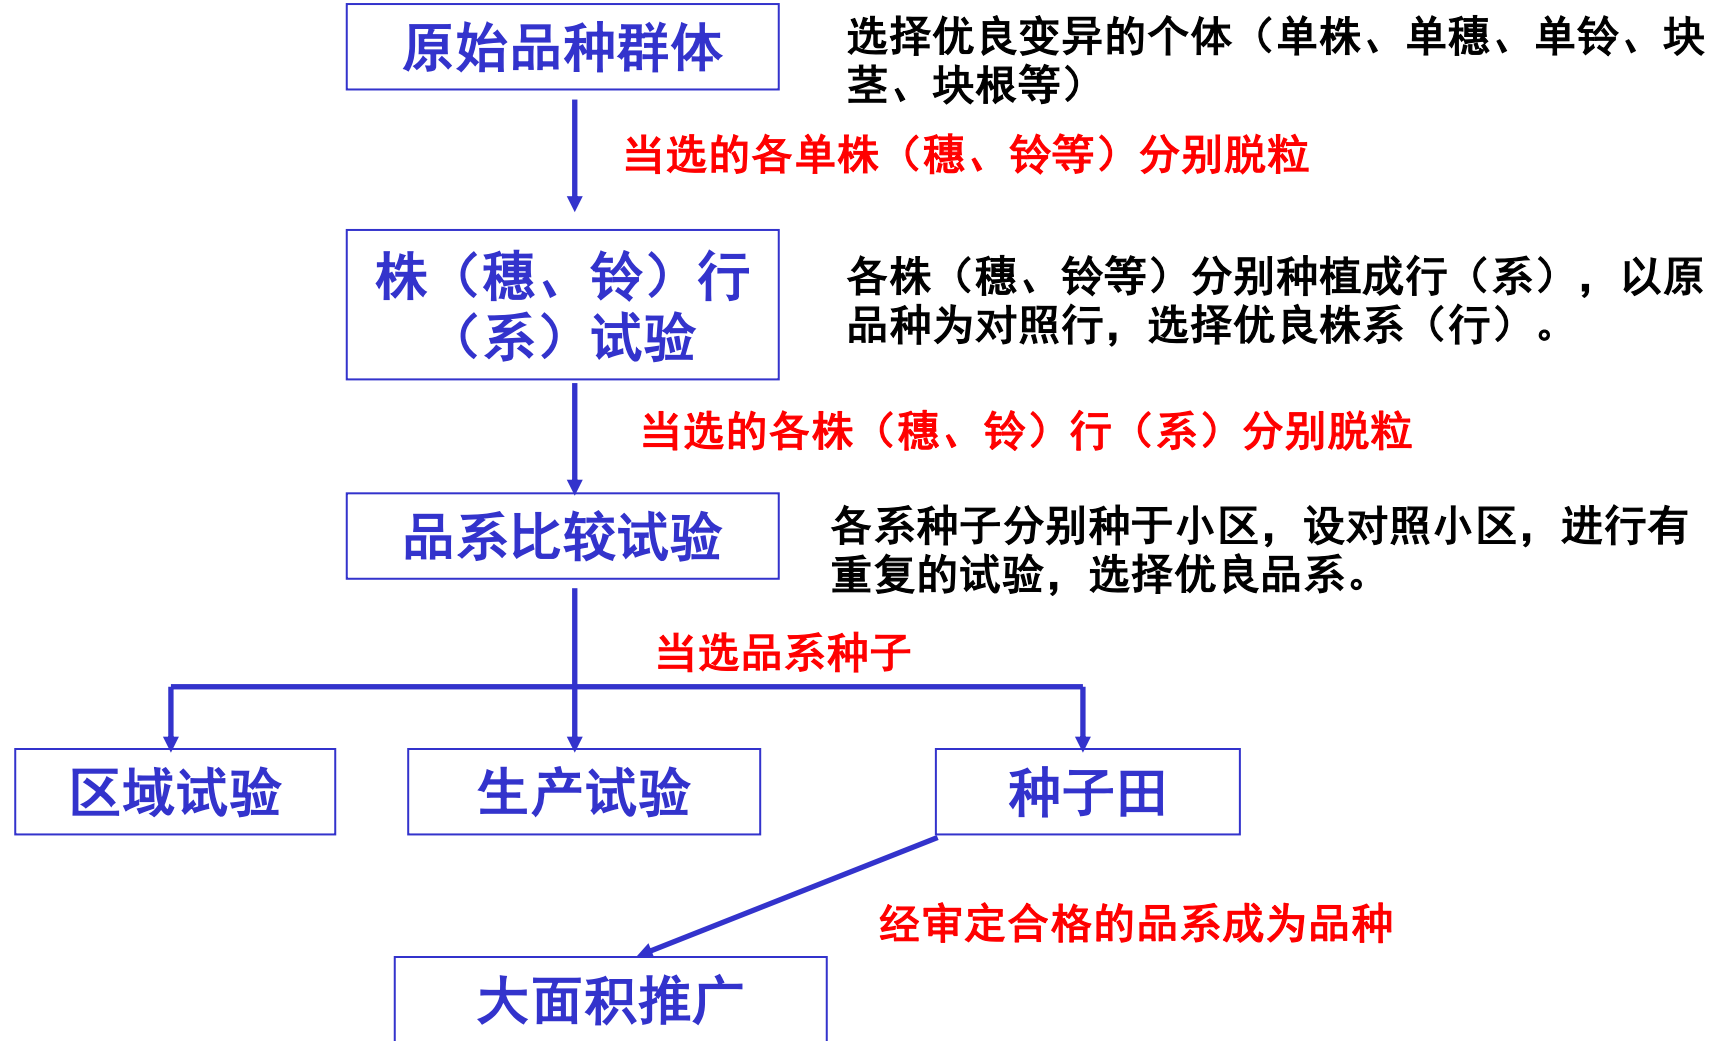 原始品种群体
选择优良变异的个体（单株、单穗、单铃、块
茎、块根等）
当选的各单株（穗、铃等）分别脱粒
株（穗、铃）行
（系）试验
各株（穗、铃等）分别种植成行（系），以原
品种为对照行，选择优良株系（行）。
当选的各株（穗、铃）行（系）分别脱粒
品系比较试验
各系种子分别种于小区，设对照小区，进行有
重复的试验，选择优良品系。
当选品系种子
区域试验
生产试验
种子田
经审定合格的品系成为品种
大面积推广